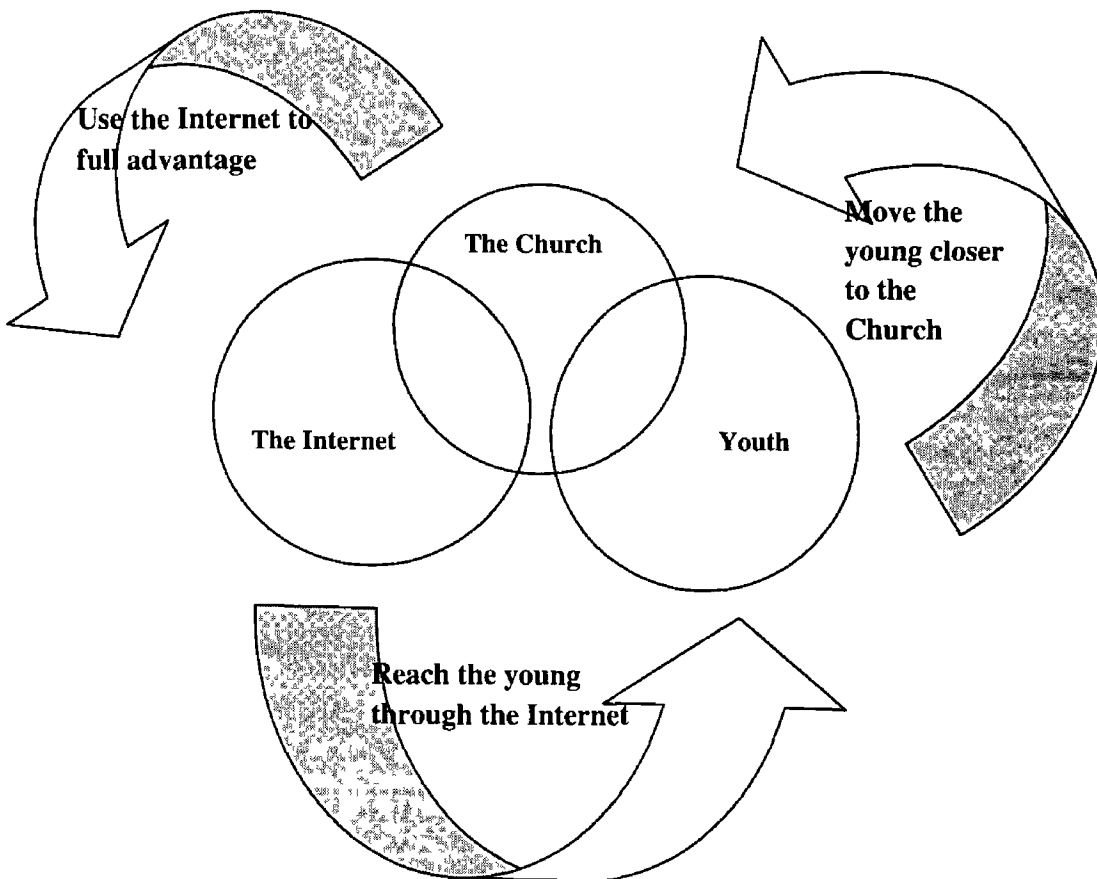 Use the Internet to
full advantage
The Church
Move the
young closer
to the
Church
The Internet
Youth
Reach the young
through the Internet